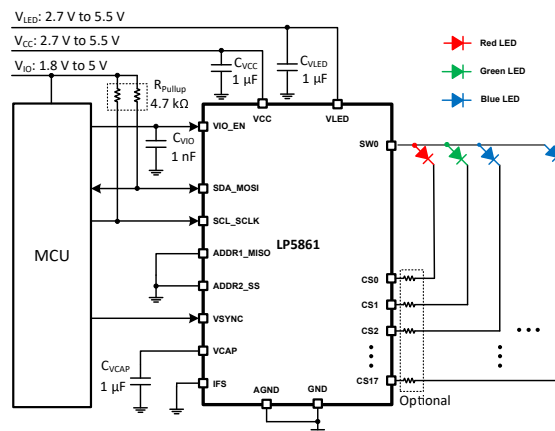 V_LED: 2.7 V to 5.5 V
V_CC: 2.7 V to 5.5 V
V_IO: 1.8 V to 5 V
C_VCC
1 µF
C_VLED
1 µF
Red LED
Green LED
Blue LED
R_Pullup
4.7 kΩ
VCC
VLED
VIO_EN
C_VIO
1 nF
SW0
SDA_MOSI
SCL_SCLK
MCU
LP5861
ADDR1_MISO
ADDR2_SS
CS0
CS1
VSYNC
CS2
VCAP
C_VCAP
1 µF
IFS
CS17
AGND
GND
Optional